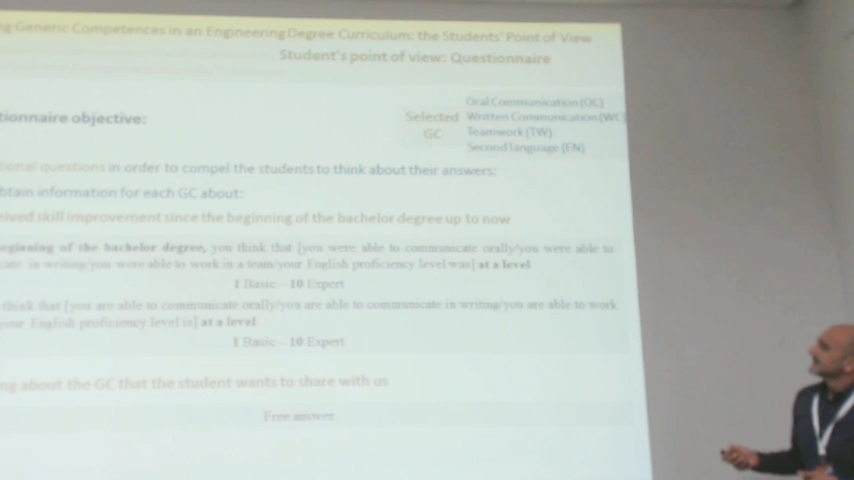 ng Generic Competences in an Engineering Degree Curriculum: the Students' Point of View
Student's point of view: Questionnaire
tionnaire objective:
Selected GC
Oral Communication (OC)
Written Communication (WC)
Teamwork (TW)
Second language (EN)
tional questions in order to compel the students to think about their answers:
btain information for each GC about:
eived skill improvement since the beginning of the bachelor degree up to now
eginning of the bachelor degree, you think that [you were able to communicate orally/you were able to
cate in writing/you were able to work in a team/your English proficiency level was] at a level
1 Basic – 10 Expert
think that [you are able to communicate orally/you are able to communicate in writing/you are able to work
your English proficiency level is] at a level
1 Basic – 10 Expert
ng about the GC that the student wants to share with us
Free answer